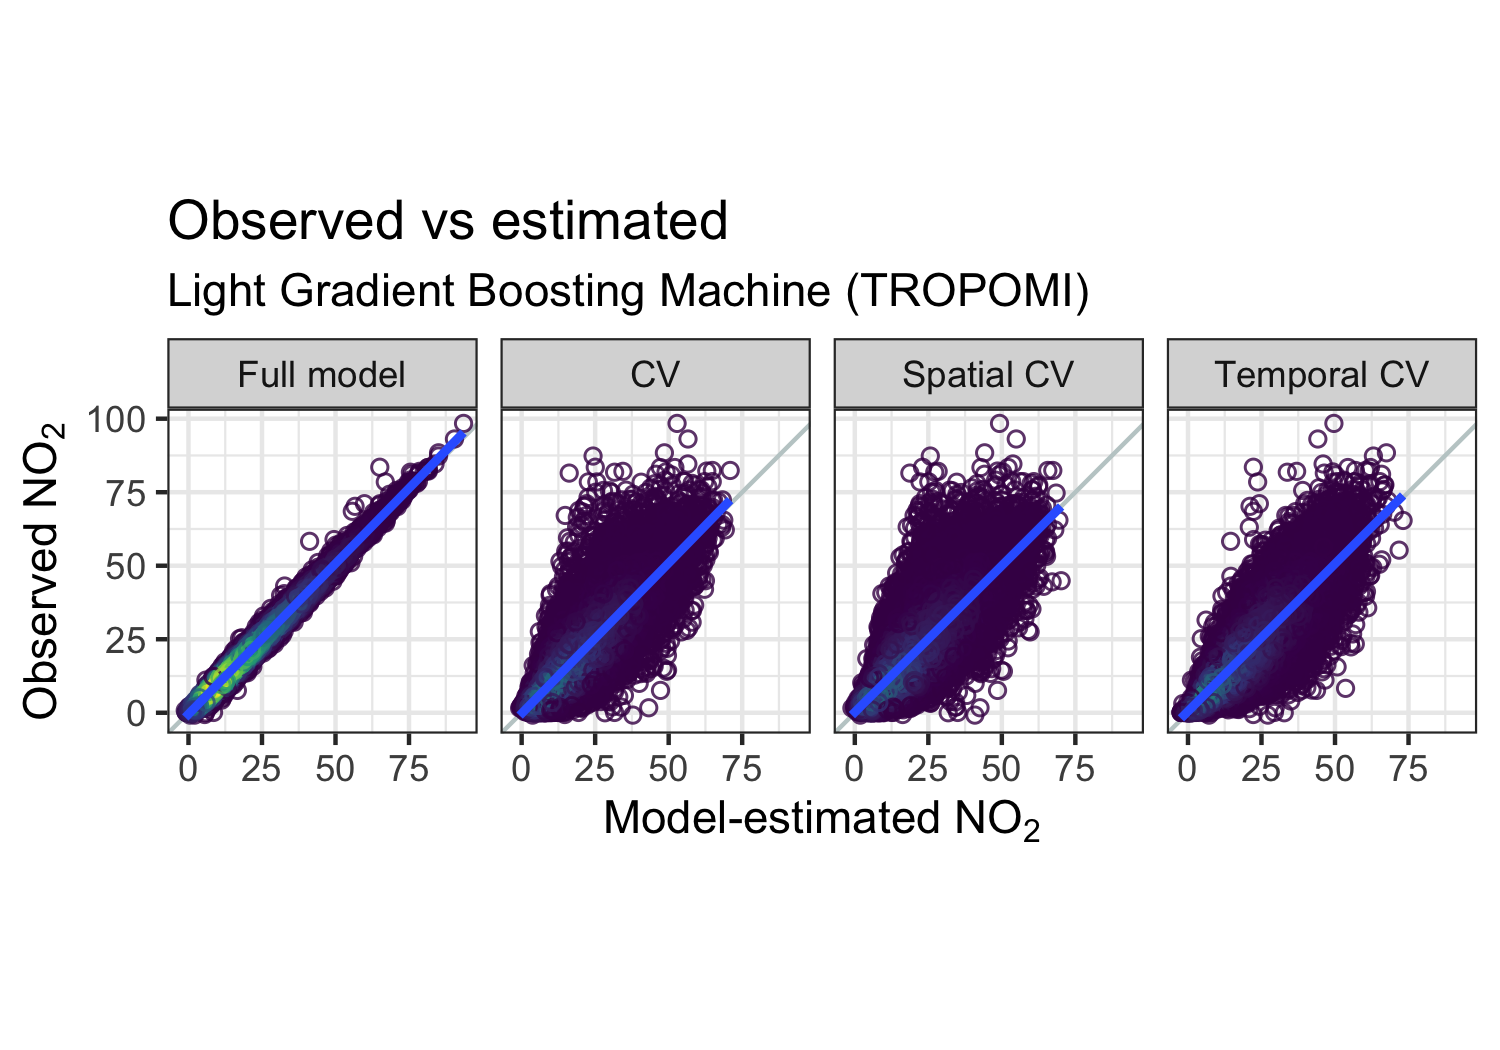 Observed vs estimated
Light Gradient Boosting Machine (TROPOMI)
Full model
CV
Spatial CV
Temporal CV
Observed NO₂
100
75
50
25
0
0 25 50 75
0 25 50 75
0 25 50 75
0 25 50 75
Model-estimated NO₂